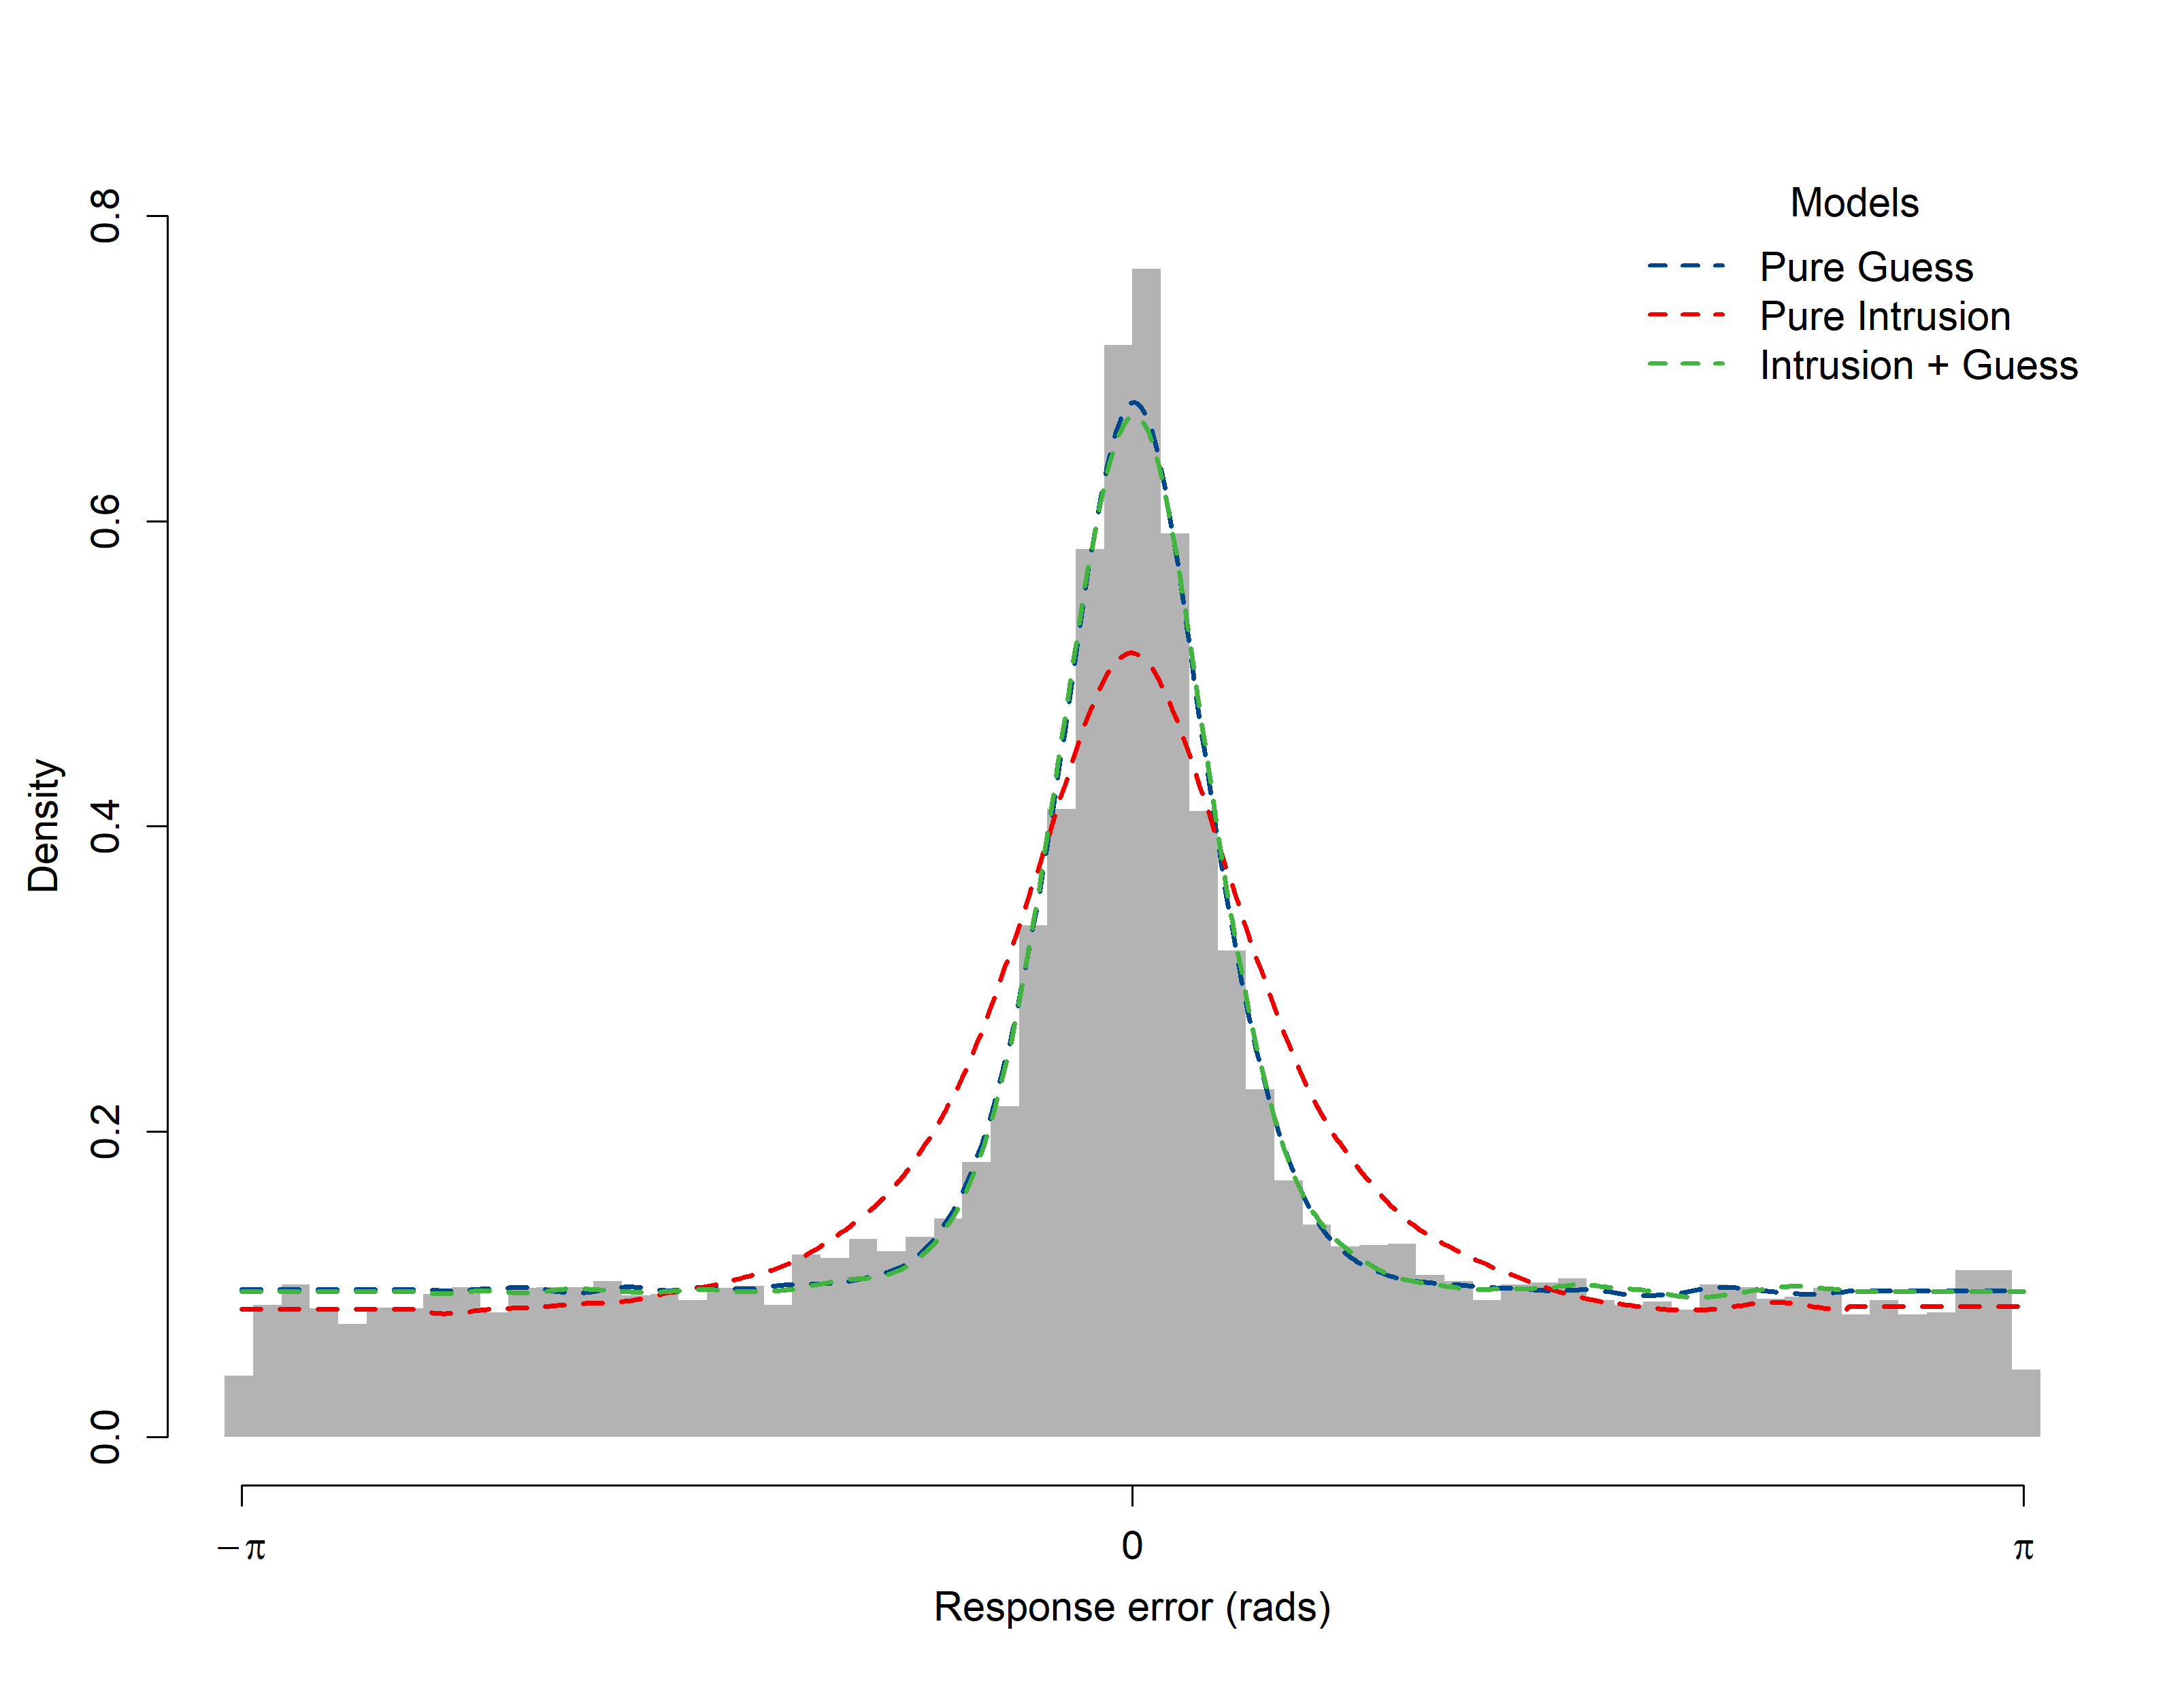 Models
Pure Guess
Pure Intrusion
Intrusion + Guess
Density
0.8
0.6
0.4
0.2
0.0
−π
0
π
Response error (rads)